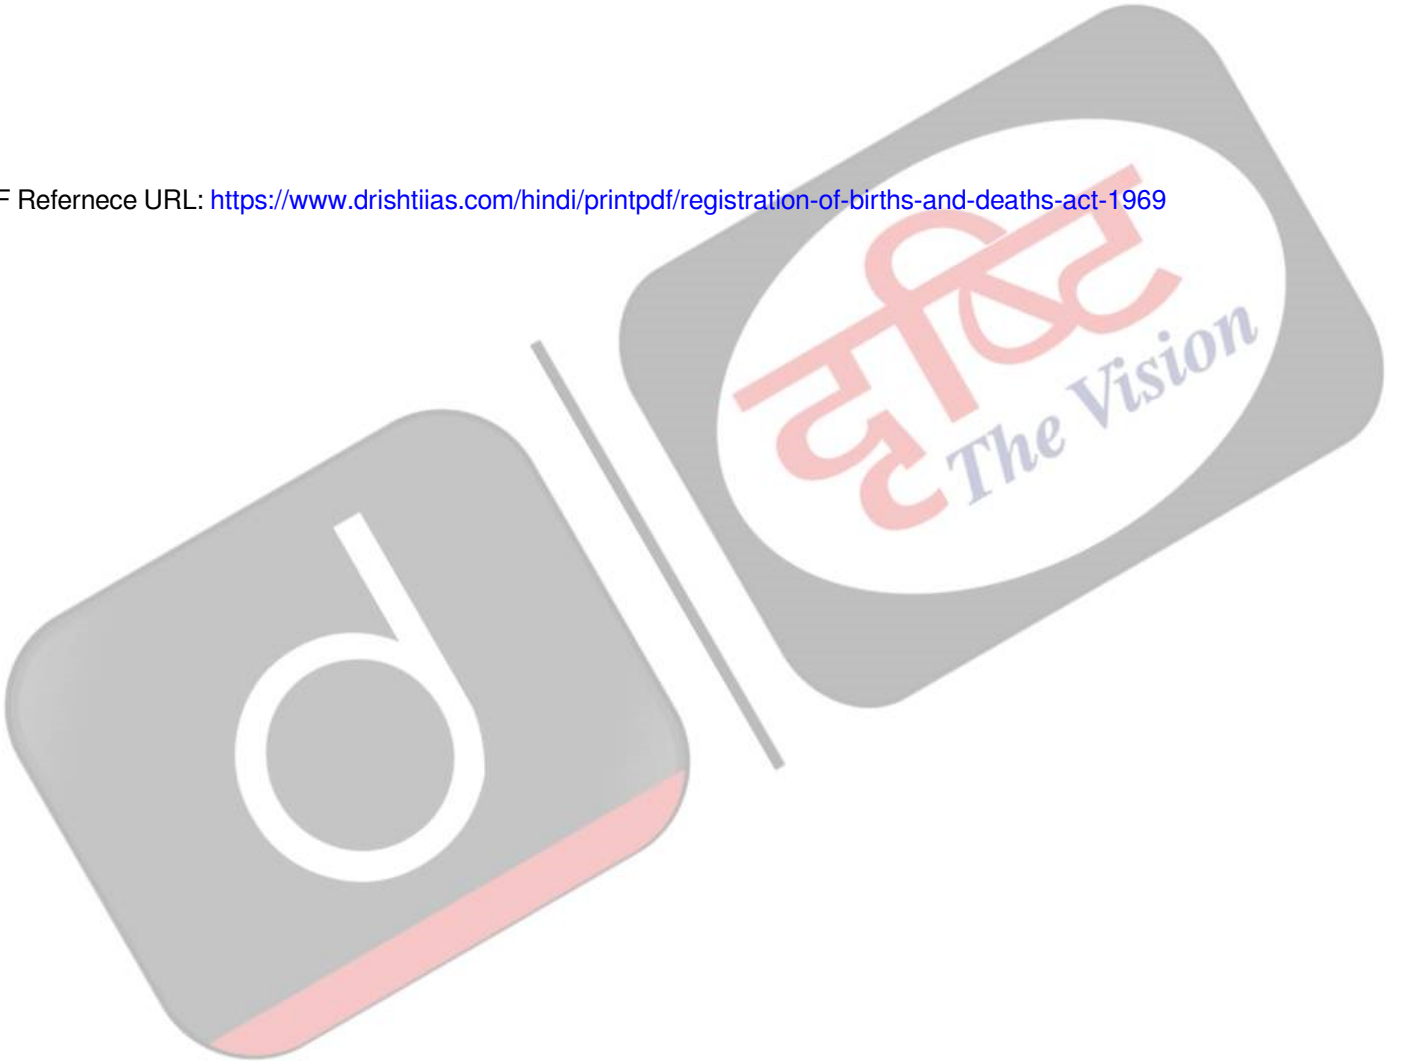 F Refernece URL: https://www.drishtiias.com/hindi/printpdf/registration-of-births-and-deaths-act-1969
दृष्टि
The Vision
d